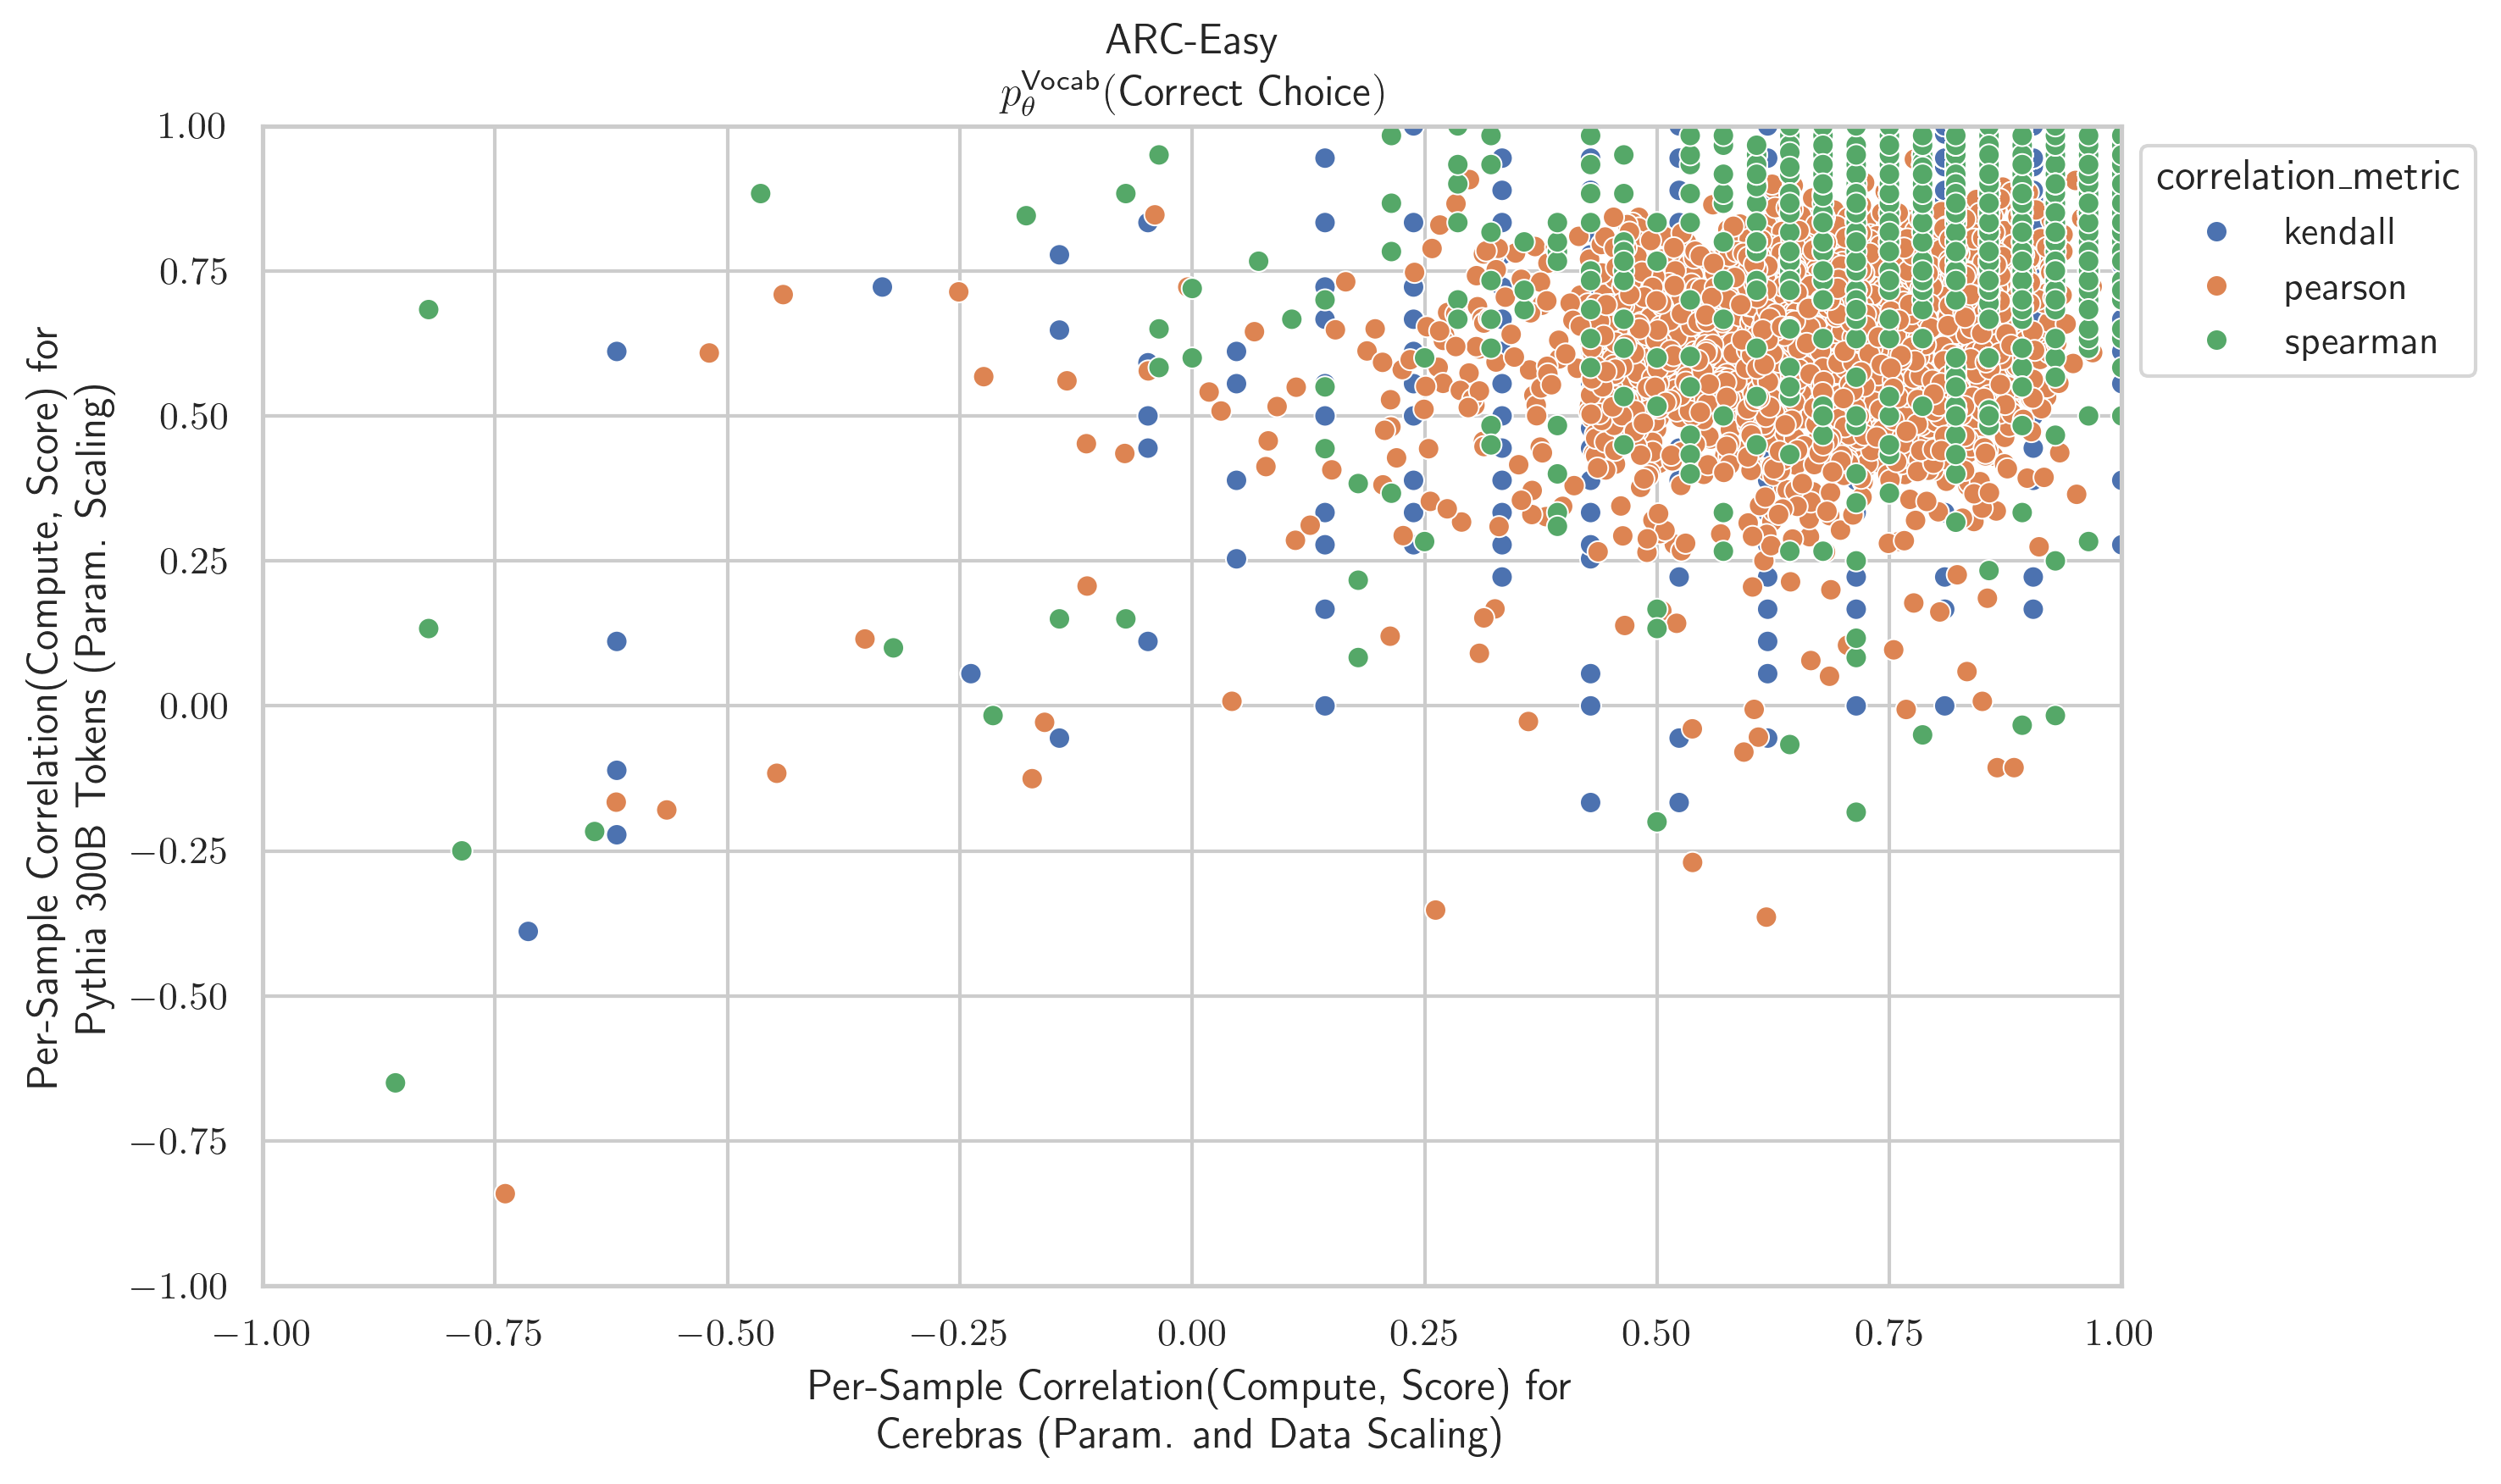 ARC-Easy
p_θ^Vocab(Correct Choice)
Per-Sample Correlation(Compute, Score) for
Pythia 300B Tokens (Param. Scaling)
1.00
0.75
0.50
0.25
0.00
−0.25
−0.50
−0.75
−1.00
−1.00 −0.75 −0.50 −0.25 0.00 0.25 0.50 0.75 1.00
Per-Sample Correlation(Compute, Score) for
Cerebras (Param. and Data Scaling)
correlation_metric
kendall
pearson
spearman